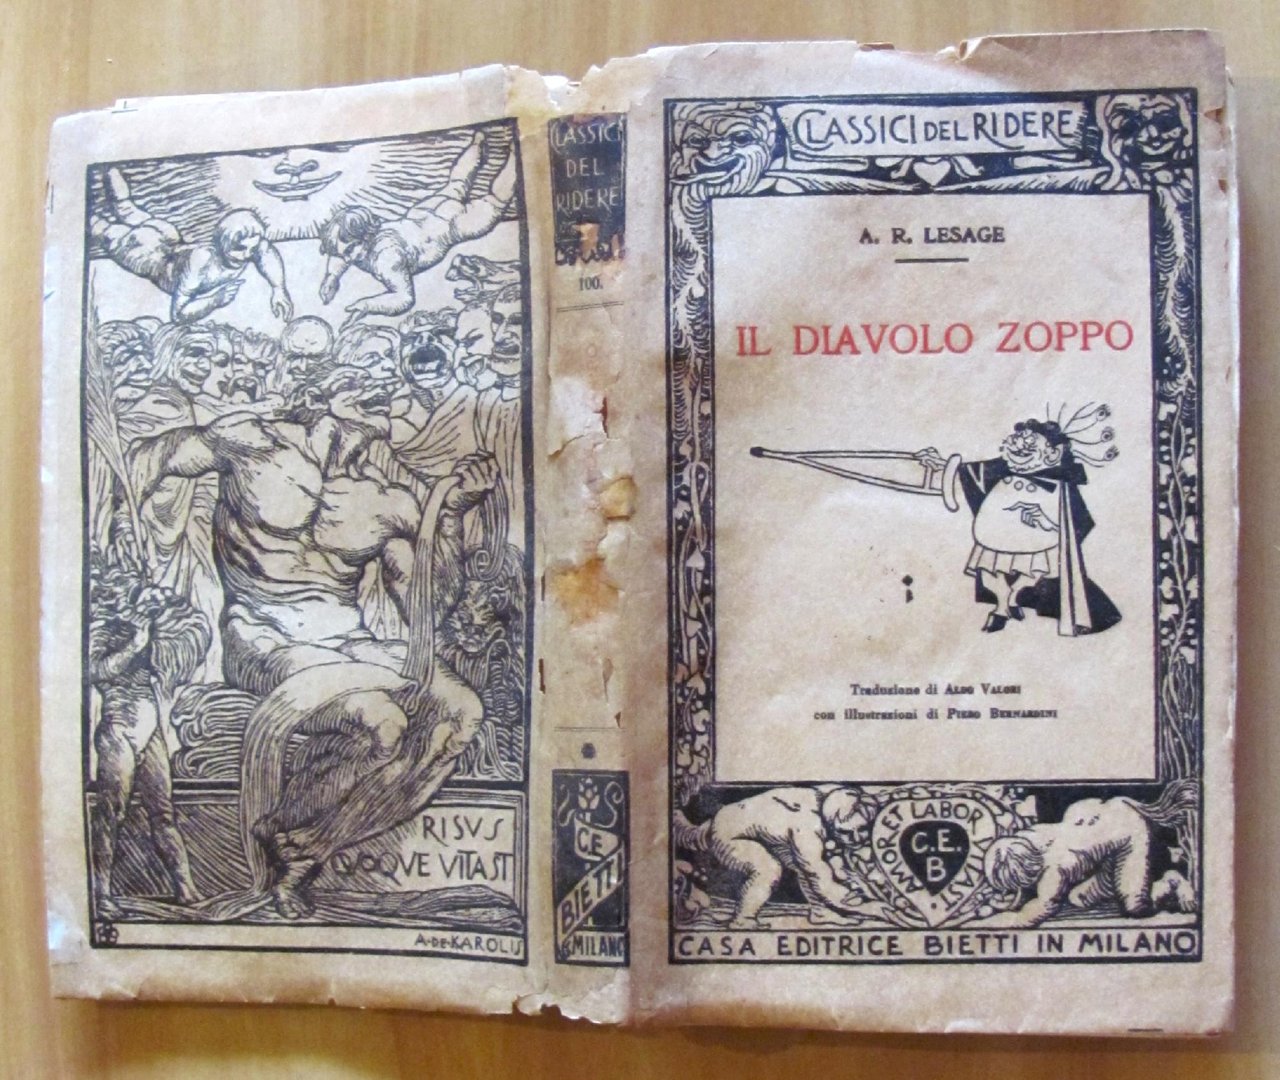 RISVS
QVOQVE VITAST
A·DE·KAROLIS
CLASSICI
DEL
RIDERE
100.
C.E.
BIETTI
MILANO
CLASSICI DEL RIDERE
A. R. LESAGE
IL DIAVOLO ZOPPO
Traduzione di ALDO VALORI
con illustrazioni di PIERO BERNARDINI
AMOR ET LABOR VITAST
C.E.
B
CASA EDITRICE BIETTI IN MILANO